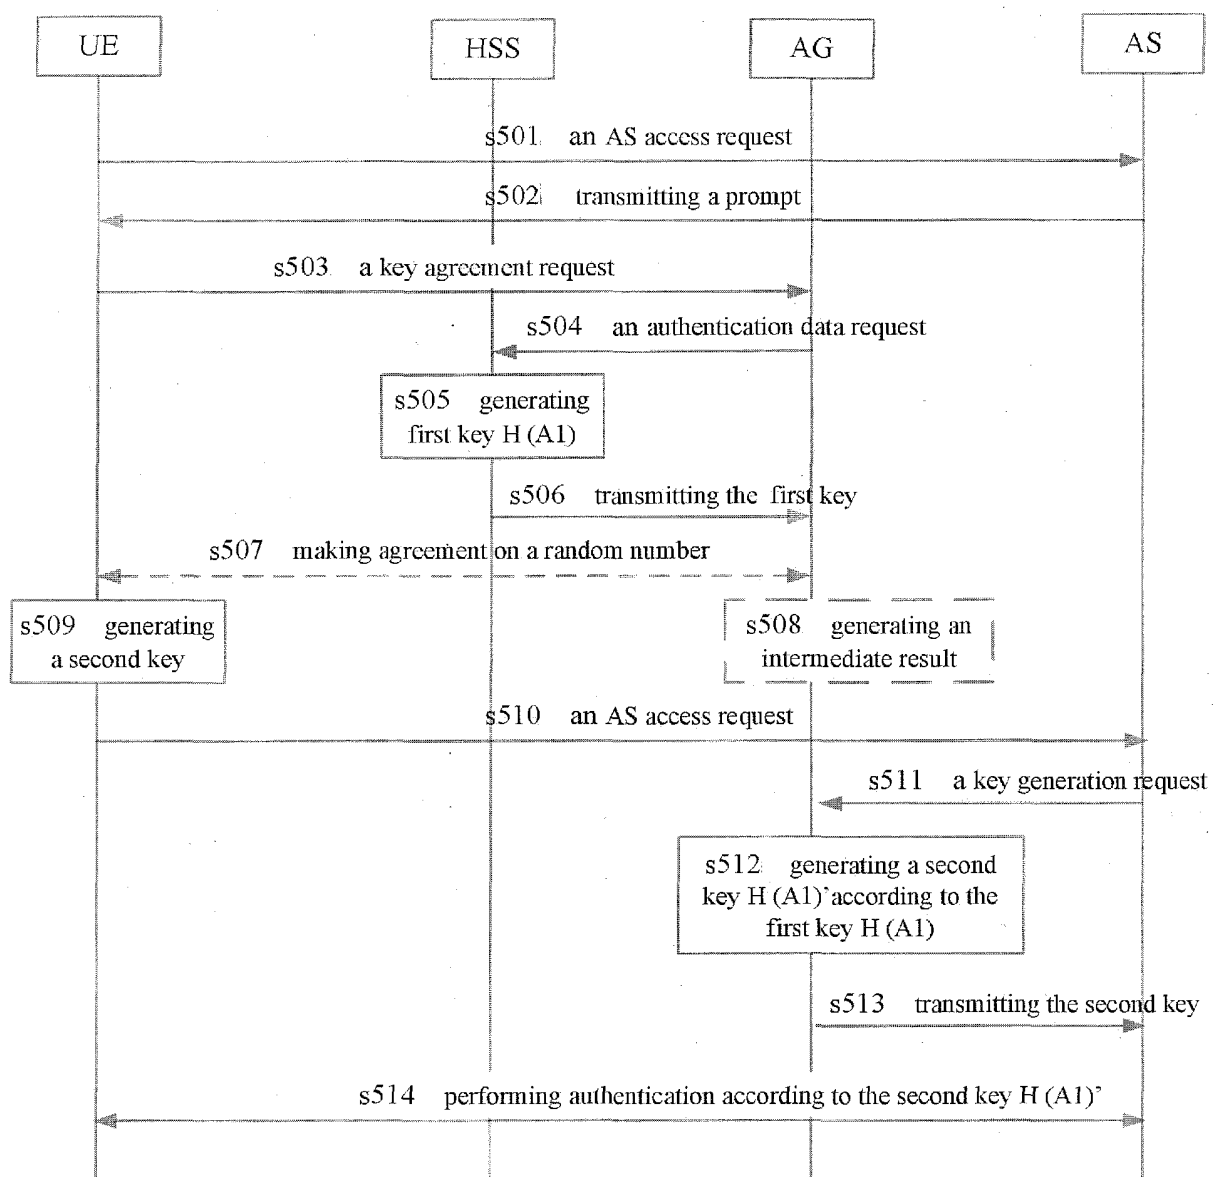 UE
HSS
AG
AS
s501 an AS access request
s502 transmitting a prompt
s503 a key agreement request
s504 an authentication data request
s505 generating
first key H (A1)
s506 transmitting the first key
s507 making agreement on a random number
s509 generating
a second key
s508 generating an
intermediate result
s510 an AS access request
s511 a key generation request
s512 generating a second
key H (A1)'according to the
first key H (A1)
s513 transmitting the second key
s514 performing authentication according to the second key H (A1)'